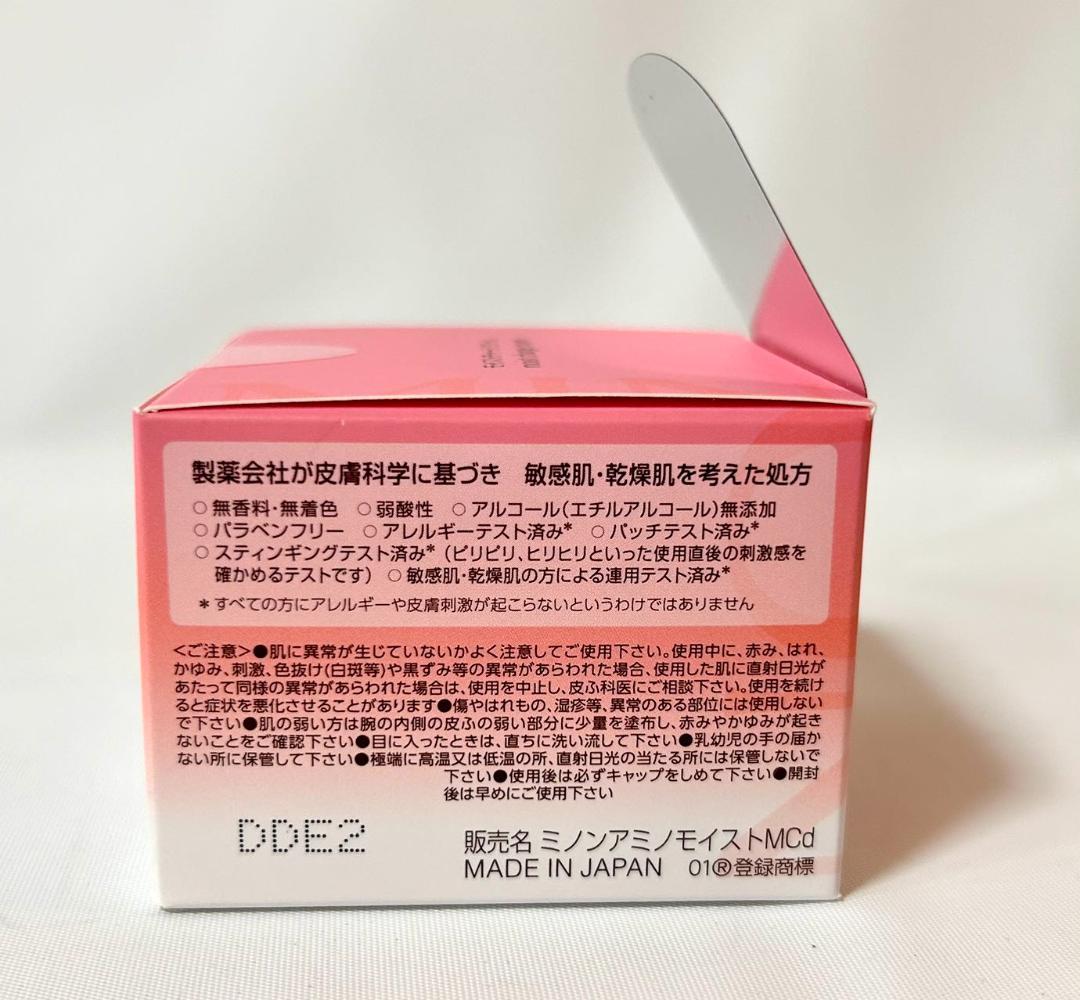 製薬会社が皮膚科学に基づき　敏感肌・乾燥肌を考えた処方
○無香料・無着色　○弱酸性　○アルコール(エチルアルコール)無添加
○パラベンフリー　○アレルギーテスト済み*　○パッチテスト済み*
○スティンギングテスト済み*(ピリピリ、ヒリヒリといった使用直後の刺激感を
確かめるテストです)　○敏感肌・乾燥肌の方による連用テスト済み*
*すべての方にアレルギーや皮膚刺激が起こらないというわけではありません
<ご注意>●肌に異常が生じていないかよく注意してご使用下さい。使用中に、赤み、はれ、
かゆみ、刺激、色抜け(白斑等)や黒ずみ等の異常があらわれた場合、使用した肌に直射日光が
あたって同様の異常があらわれた場合は、使用を中止し、皮ふ科医にご相談下さい。使用を続け
ると症状を悪化させることがあります●傷やはれもの、湿疹等、異常のある部位には使用しない
で下さい●肌の弱い方は腕の内側の皮ふの弱い部分に少量を塗布し、赤みやかゆみが起き
ないことをご確認下さい●目に入ったときは、直ちに洗い流して下さい●乳幼児の手の届か
ない所に保管して下さい●極端に高温又は低温の所、直射日光の当たる所には保管しないで
下さい●使用後は必ずキャップをしめて下さい●開封
後は早めにご使用下さい
DDE2
販売名 ミノンアミノモイストMCd
MADE IN JAPAN　01®登録商標